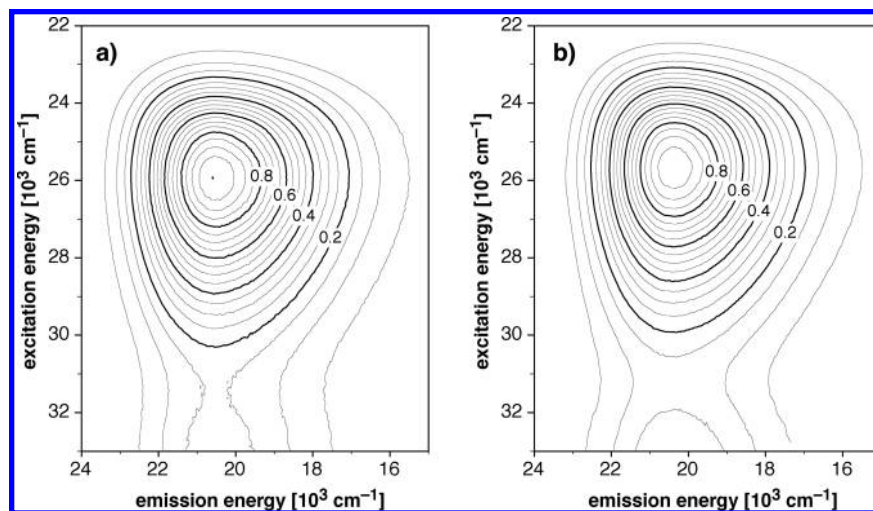 a)
22
24
26
28
30
32
excitation energy [10³ cm⁻¹]
0.8
0.6
0.4
0.2
24 22 20 18 16
emission energy [10³ cm⁻¹]
b)
22
24
26
28
30
32
excitation energy [10³ cm⁻¹]
0.8
0.6
0.4
0.2
24 22 20 18 16
emission energy [10³ cm⁻¹]